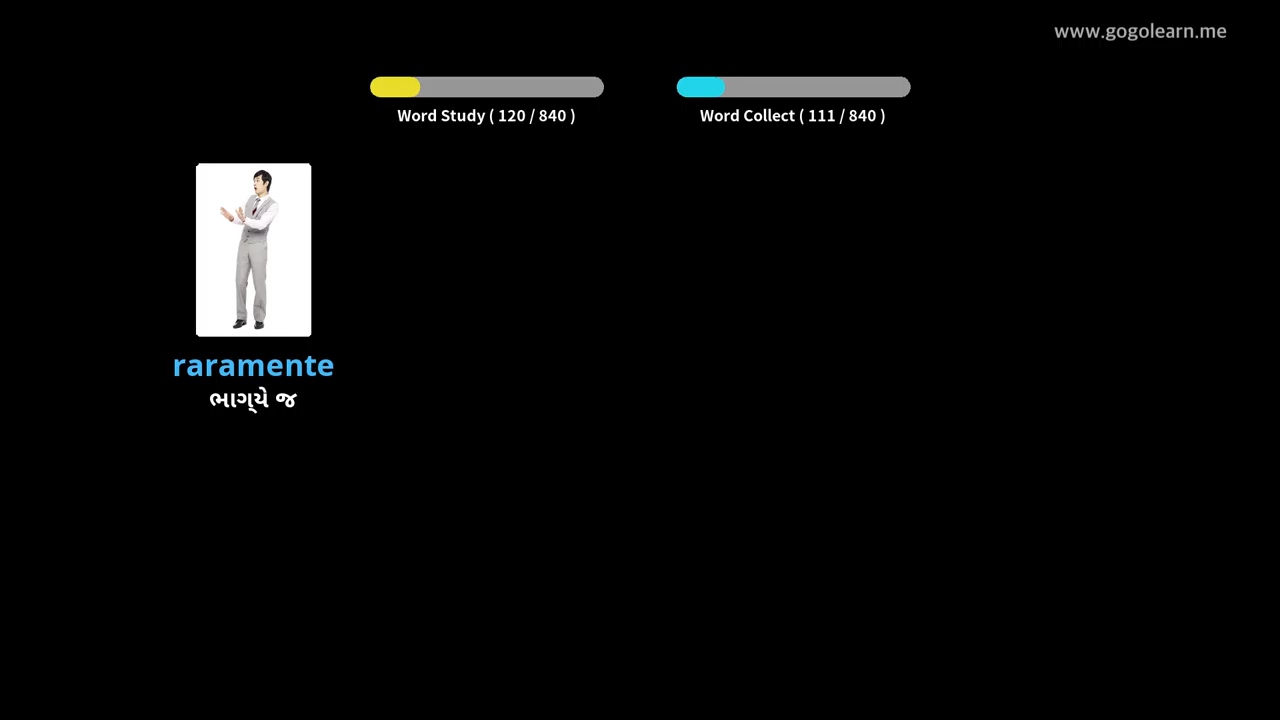 www.gogolearn.me
Word Study ( 120 / 840 )
Word Collect ( 111 / 840 )
raramente
ભાગ્યે જ